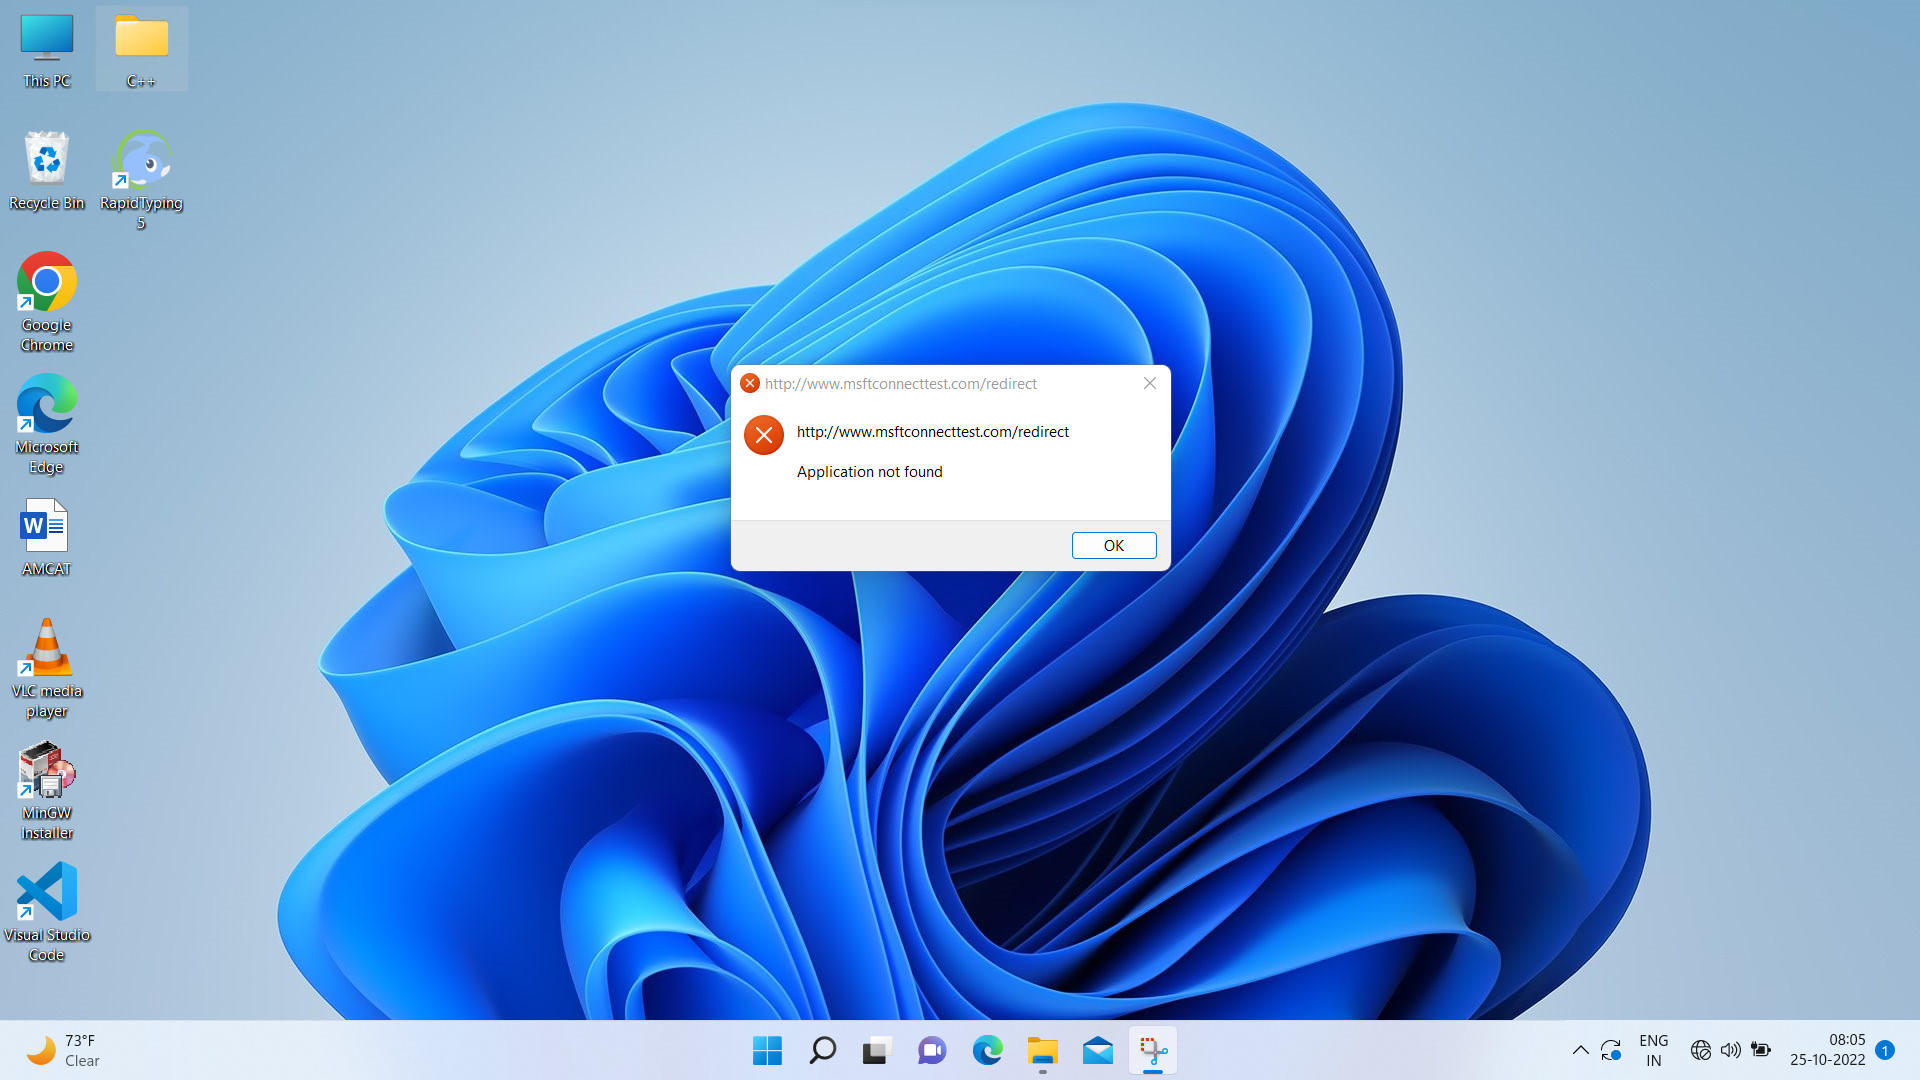 This PC
C++
Recycle Bin
RapidTyping
5
Google
Chrome
Microsoft
Edge
W
AMCAT
VLC media
player
MinGW
Installer
Visual Studio
Code
http://www.msftconnecttest.com/redirect
http://www.msftconnecttest.com/redirect
Application not found
OK
73°F
Clear
ENG
IN
08:05
25-10-2022
1